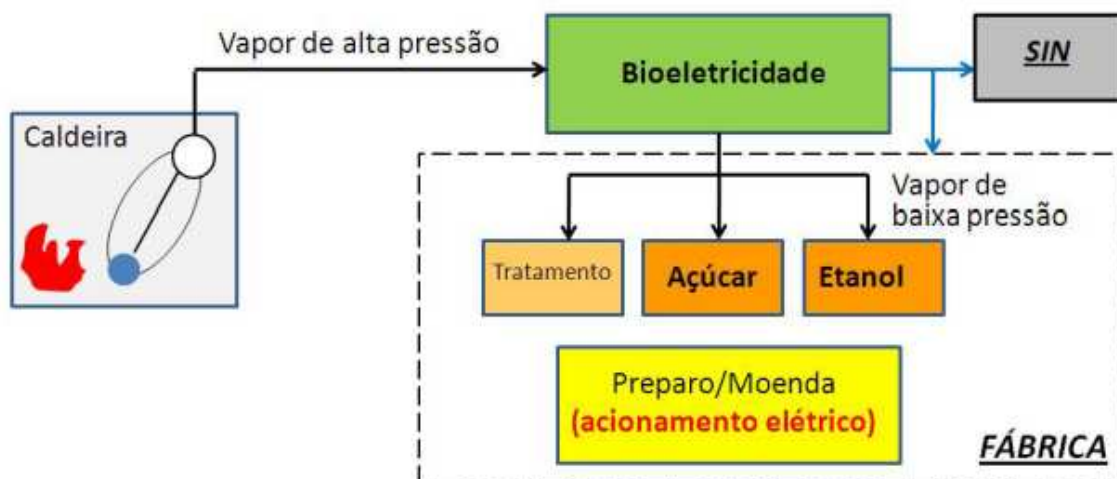 Vapor de alta pressão
Bioeletricidade
SIN
Caldeira
Vapor de
baixa pressão
Tratamento
Açúcar
Etanol
Preparo/Moenda
(acionamento elétrico)
FÁBRICA